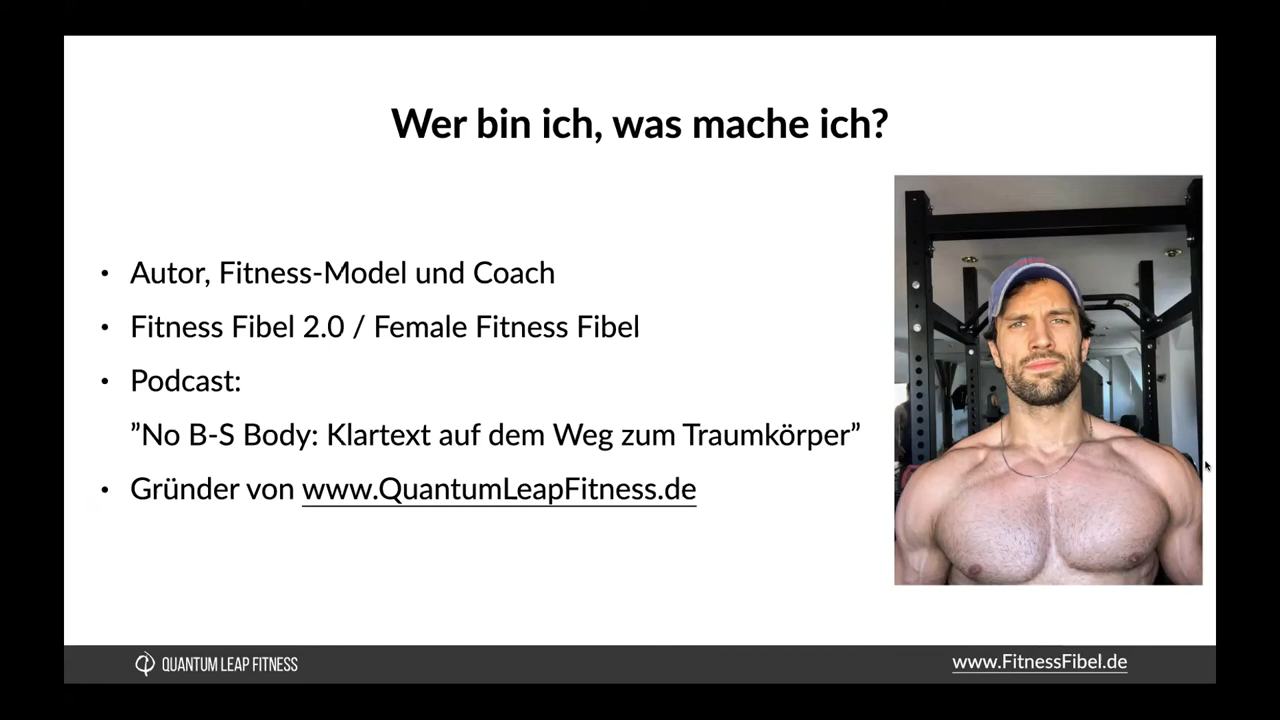 Wer bin ich, was mache ich?
• Autor, Fitness-Model und Coach
• Fitness Fibel 2.0 / Female Fitness Fibel
• Podcast:
”No B-S Body: Klartext auf dem Weg zum Traumkörper”
• Gründer von www.QuantumLeapFitness.de
QUANTUM LEAP FITNESS
www.FitnessFibel.de